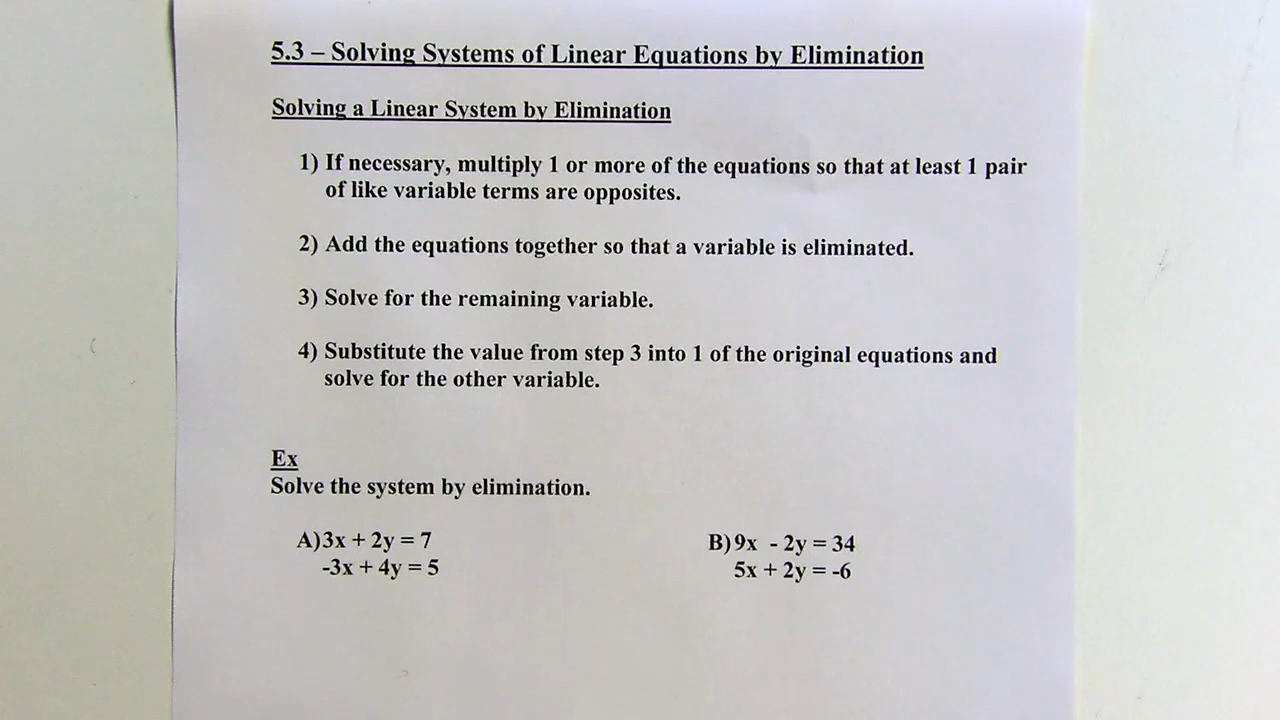 5.3 – Solving Systems of Linear Equations by Elimination
Solving a Linear System by Elimination
1) If necessary, multiply 1 or more of the equations so that at least 1 pair
of like variable terms are opposites.
2) Add the equations together so that a variable is eliminated.
3) Solve for the remaining variable.
4) Substitute the value from step 3 into 1 of the original equations and
solve for the other variable.
Ex
Solve the system by elimination.
A)3x + 2y = 7
-3x + 4y = 5
B)9x - 2y = 34
5x + 2y = -6